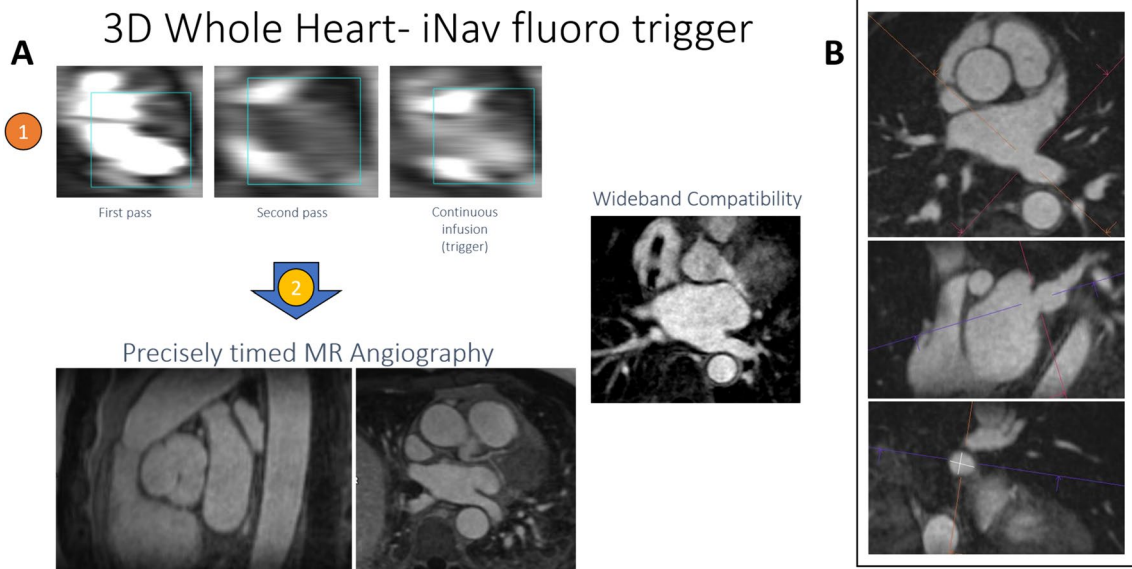 3D Whole Heart- iNav fluoro trigger
A
B
1
First pass
Second pass
Continuous
infusion
(trigger)
Wideband Compatibility
2
Precisely timed MR Angiography